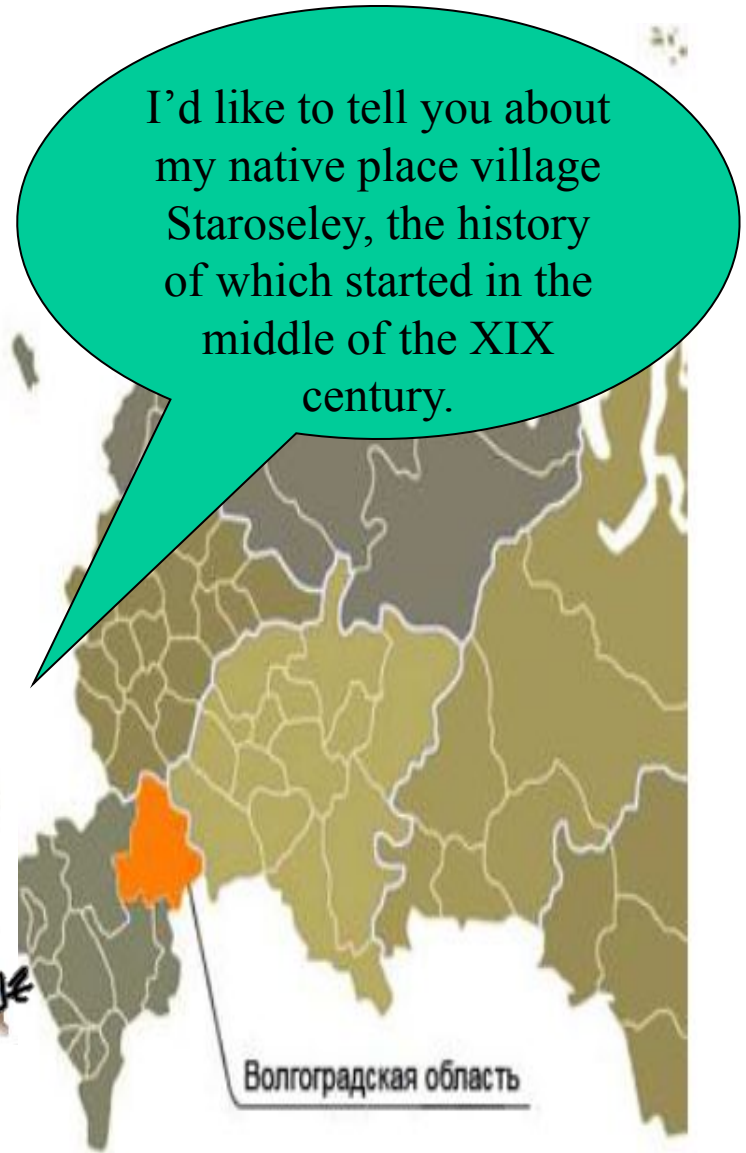 I’d like to tell you about
my native place village
Staroseley, the history
of which started in the
middle of the XIX
century.
Волгоградская область